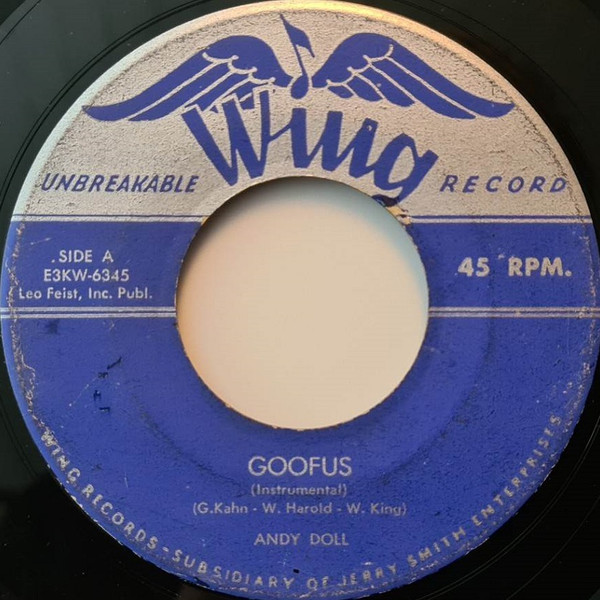 Wing
UNBREAKABLE RECORD
SIDE A
E3KW-6345
Leo Feist, Inc. Publ.
45 RPM.
GOOFUS
(Instrumental)
(G.Kahn - W. Harold - W. King)
ANDY DOLL
WING RECORDS - SUBSIDIARY OF JERRY SMITH ENTERPRISES